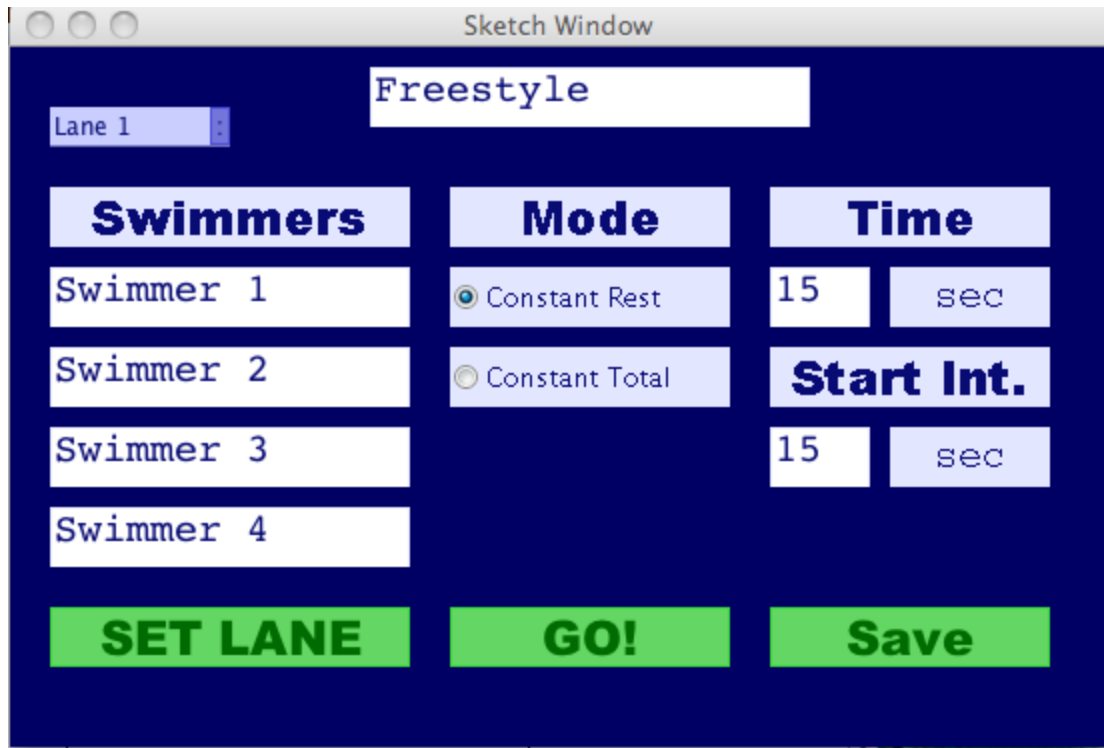 Sketch Window
Freestyle
Lane 1 :
Swimmers
Mode
Time
Swimmer 1
Constant Rest
15 sec
Swimmer 2
Constant Total
Start Int.
Swimmer 3
15 sec
Swimmer 4
SET LANE
GO!
Save